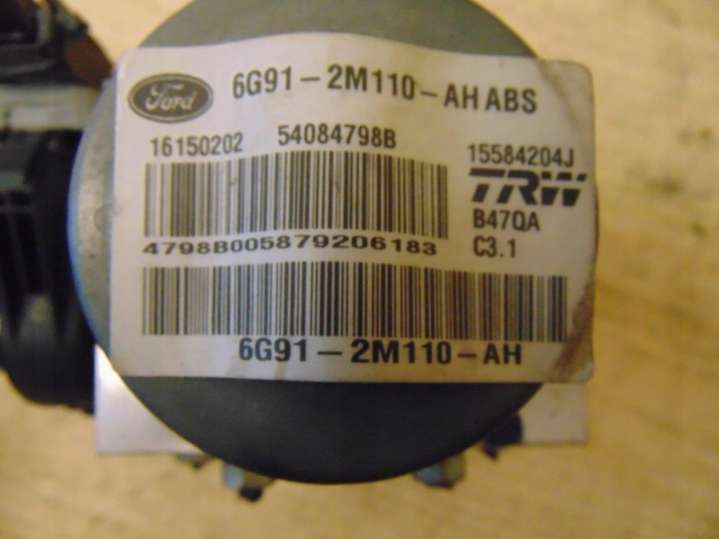 Ford 6G91-2M110-AH ABS
16150202 54084798B 15584204J
TRW
B47QA
4798B005879206183 C3.1
6G91-2M110-AH